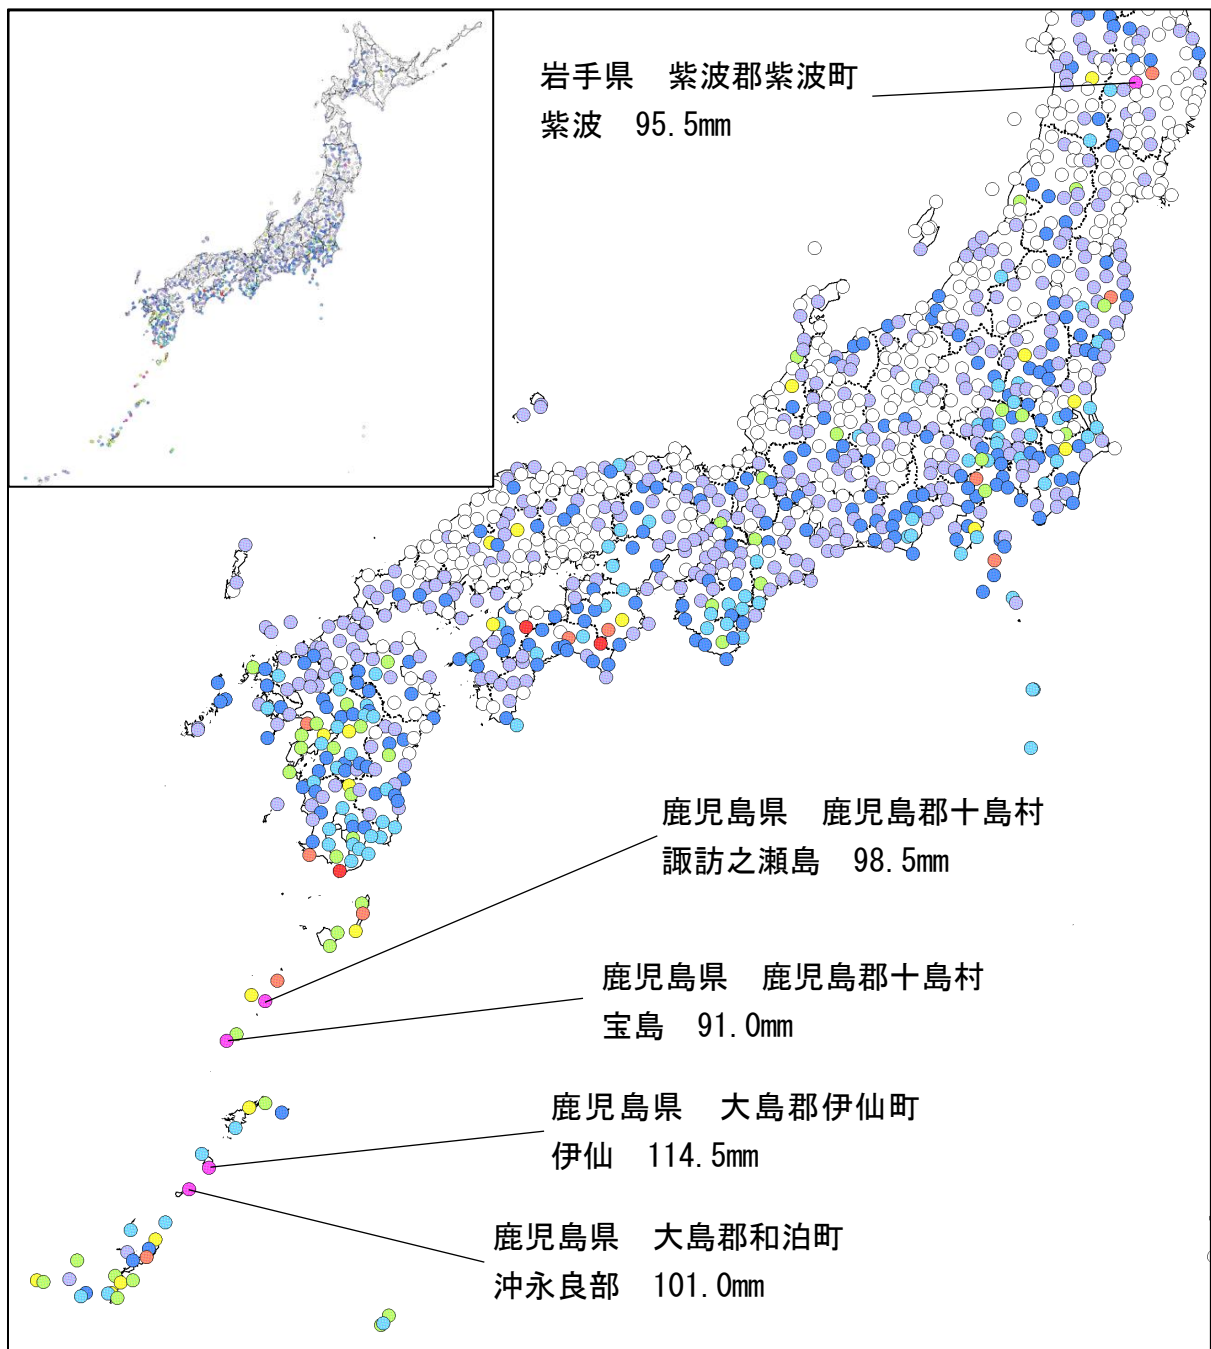 岩手県　紫波郡紫波町
紫波　95.5mm
鹿児島県　鹿児島郡十島村
諏訪之瀬島　98.5mm
鹿児島県　鹿児島郡十島村
宝島　91.0mm
鹿児島県　大島郡伊仙町
伊仙　114.5mm
鹿児島県　大島郡和泊町
沖永良部　101.0mm